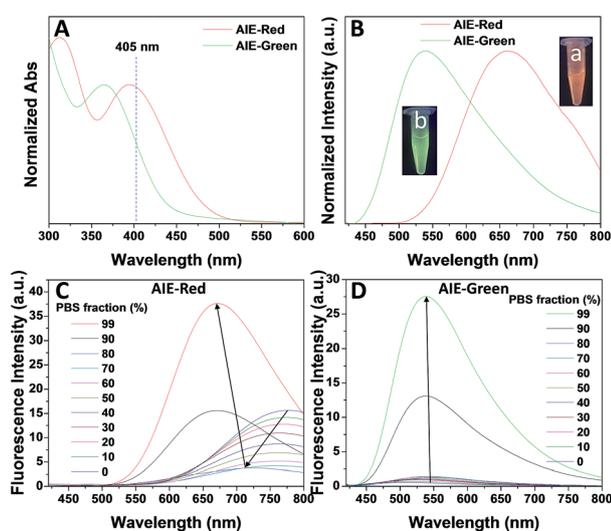 A
AIE-Red
AIE-Green
405 nm
Normalized Abs
300 350 400 450 500 550 600
Wavelength (nm)
B
AIE-Red
AIE-Green
a
b
Normalized Intensity (a.u.)
450 500 550 600 650 700 750 800
Wavelength (nm)
C
AIE-Red
PBS fraction (%)
99
90
80
70
60
50
40
30
20
10
0
Fluorescence Intensity (a.u.)
40
35
30
25
20
15
10
5
0
450 500 550 600 650 700 750 800
Wavelength (nm)
D
AIE-Green
PBS fraction (%)
99
90
80
70
60
50
40
30
20
10
0
Fluorescence Intensity (a.u.)
30
25
20
15
10
5
0
450 500 550 600 650 700 750 800
Wavelength (nm)